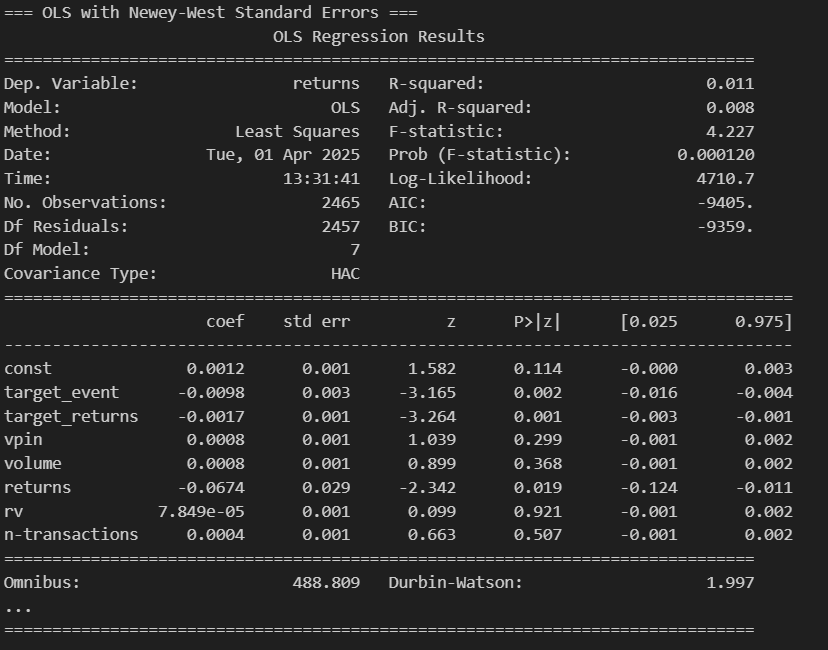 === OLS with Newey-West Standard Errors ===
                            OLS Regression Results
==============================================================================
Dep. Variable:                returns   R-squared:                       0.011
Model:                            OLS   Adj. R-squared:                  0.008
Method:                 Least Squares   F-statistic:                     4.227
Date:                Tue, 01 Apr 2025   Prob (F-statistic):           0.000120
Time:                        13:31:41   Log-Likelihood:                 4710.7
No. Observations:                2465   AIC:                            -9405.
Df Residuals:                    2457   BIC:                            -9359.
Df Model:                           7
Covariance Type:                  HAC
==================================================================================
                     coef    std err          z      P>|z|      [0.025      0.975]
----------------------------------------------------------------------------------
const              0.0012      0.001      1.582      0.114      -0.000       0.003
target_event      -0.0098      0.003     -3.165      0.002      -0.016      -0.004
target_returns    -0.0017      0.001     -3.264      0.001      -0.003      -0.001
vpin               0.0008      0.001      1.039      0.299      -0.001       0.002
volume             0.0008      0.001      0.899      0.368      -0.001       0.002
returns           -0.0674      0.029     -2.342      0.019      -0.124      -0.011
rv              7.849e-05      0.001      0.099      0.921      -0.001       0.002
n-transactions     0.0004      0.001      0.663      0.507      -0.001       0.002
==============================================================================
Omnibus:                      488.809   Durbin-Watson:                   1.997
...
==============================================================================